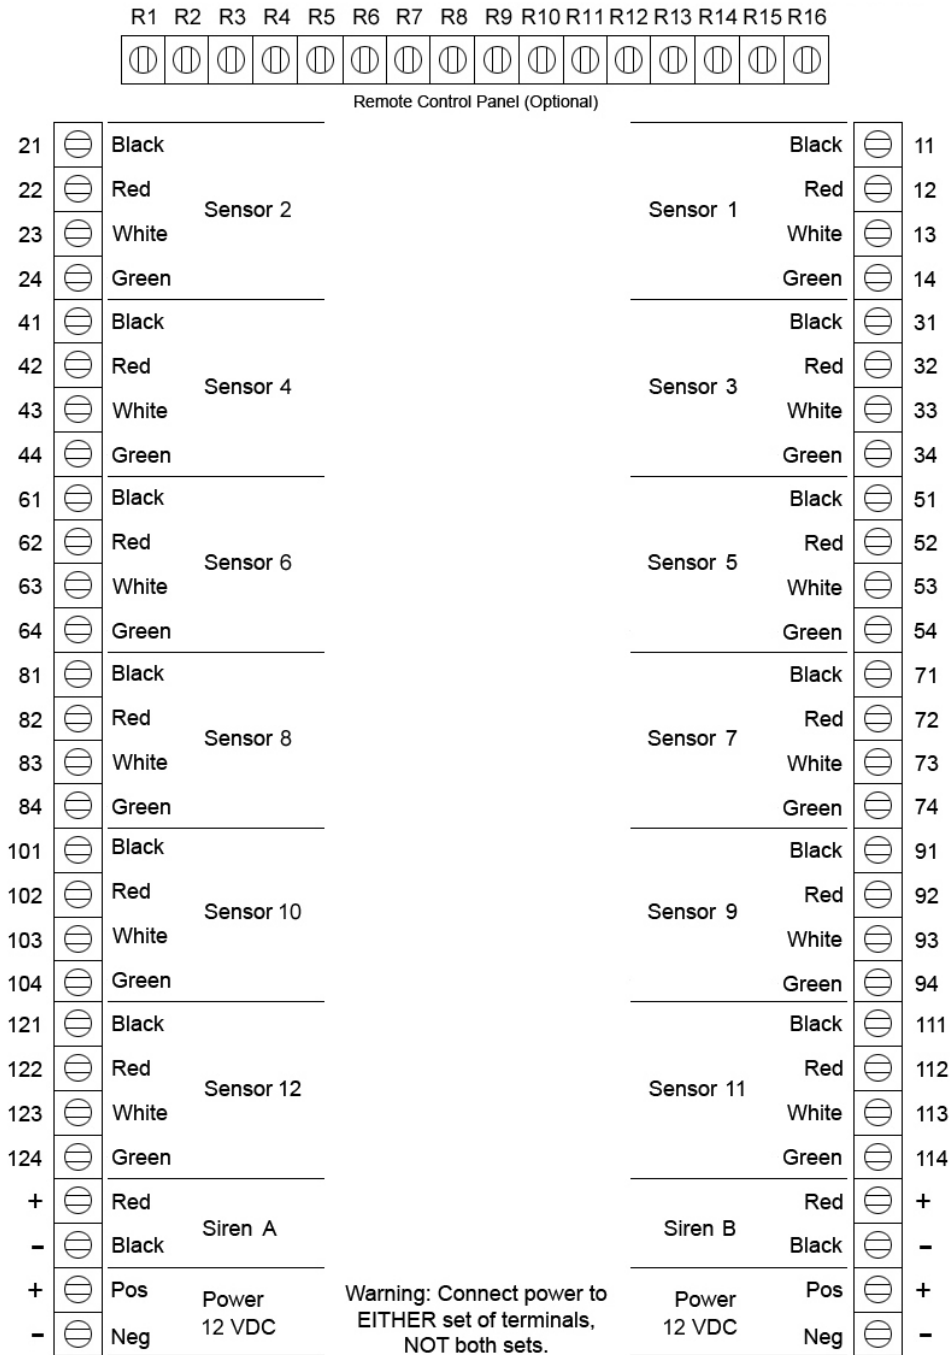 R1 R2 R3 R4 R5 R6 R7 R8 R9 R10 R11 R12 R13 R14 R15 R16
Remote Control Panel (Optional)
21 Black
22 Red
Sensor 2
23 White
24 Green
41 Black
42 Red
Sensor 4
43 White
44 Green
61 Black
62 Red
Sensor 6
63 White
64 Green
81 Black
82 Red
Sensor 8
83 White
84 Green
101 Black
102 Red
Sensor 10
103 White
104 Green
121 Black
122 Red
Sensor 12
123 White
124 Green
+ Red
Siren A
- Black
+ Pos
Power
12 VDC
- Neg
Warning: Connect power to
EITHER set of terminals,
NOT both sets.
Black 11
Red 12
Sensor 1
White 13
Green 14
Black 31
Red 32
Sensor 3
White 33
Green 34
Black 51
Red 52
Sensor 5
White 53
Green 54
Black 71
Red 72
Sensor 7
White 73
Green 74
Black 91
Red 92
Sensor 9
White 93
Green 94
Black 111
Red 112
Sensor 11
White 113
Green 114
Red +
Siren B
Black -
Pos +
Power
12 VDC
Neg -